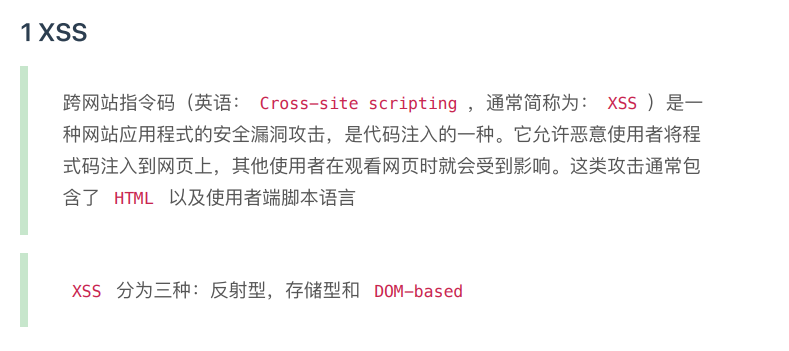 1 XSS
跨网站指令码（英语： Cross-site scripting ，通常简称为： XSS ）是一
种网站应用程式的安全漏洞攻击，是代码注入的一种。它允许恶意使用者将程
式码注入到网页上，其他使用者在观看网页时就会受到影响。这类攻击通常包
含了 HTML 以及使用者端脚本语言
XSS 分为三种：反射型，存储型和 DOM-based